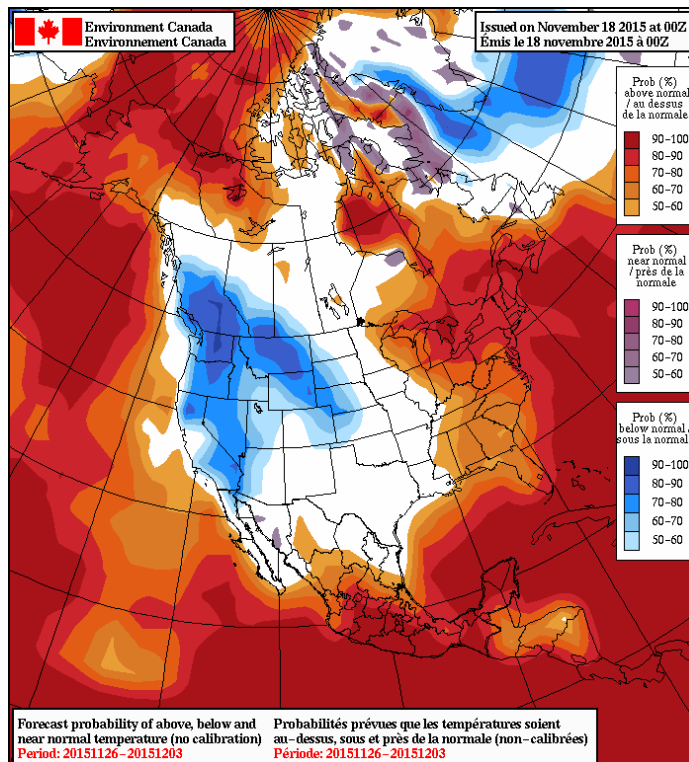 Environment Canada
Environnement Canada
Issued on November 18 2015 at 00Z
Émis le 18 novembre 2015 à 00Z
Prob (%)
above normal
/ au dessus
de la normale
90-100
80-90
70-80
60-70
50-60
Prob (%)
near normal
/ près de la
normale
90-100
80-90
70-80
60-70
50-60
Prob (%)
below normal /
sous la normale
90-100
80-90
70-80
60-70
50-60
Forecast probability of above, below and
near normal temperature (no calibration)
Period: 20151126-20151203
Probabilités prévues que les températures soient
au-dessus, sous et près de la normale (non-calibrées)
Période: 20151126-20151203